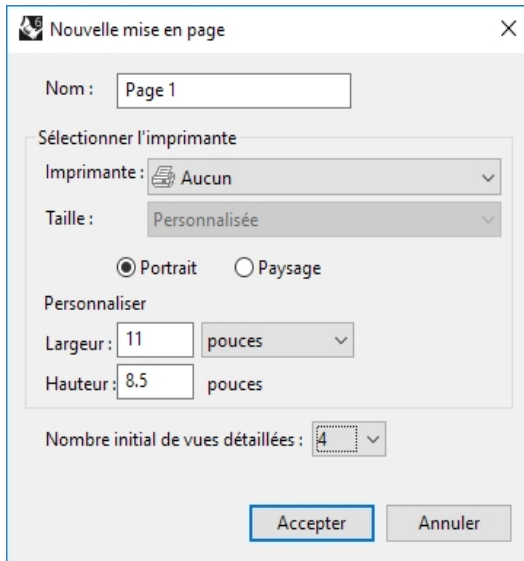 Nouvelle mise en page
Nom : Page 1
Sélectionner l'imprimante
Imprimante : Aucun
Taille : Personnalisée
Portrait Paysage
Personnaliser
Largeur : 11 pouces
Hauteur : 8.5 pouces
Nombre initial de vues détaillées : 4
Accepter Annuler